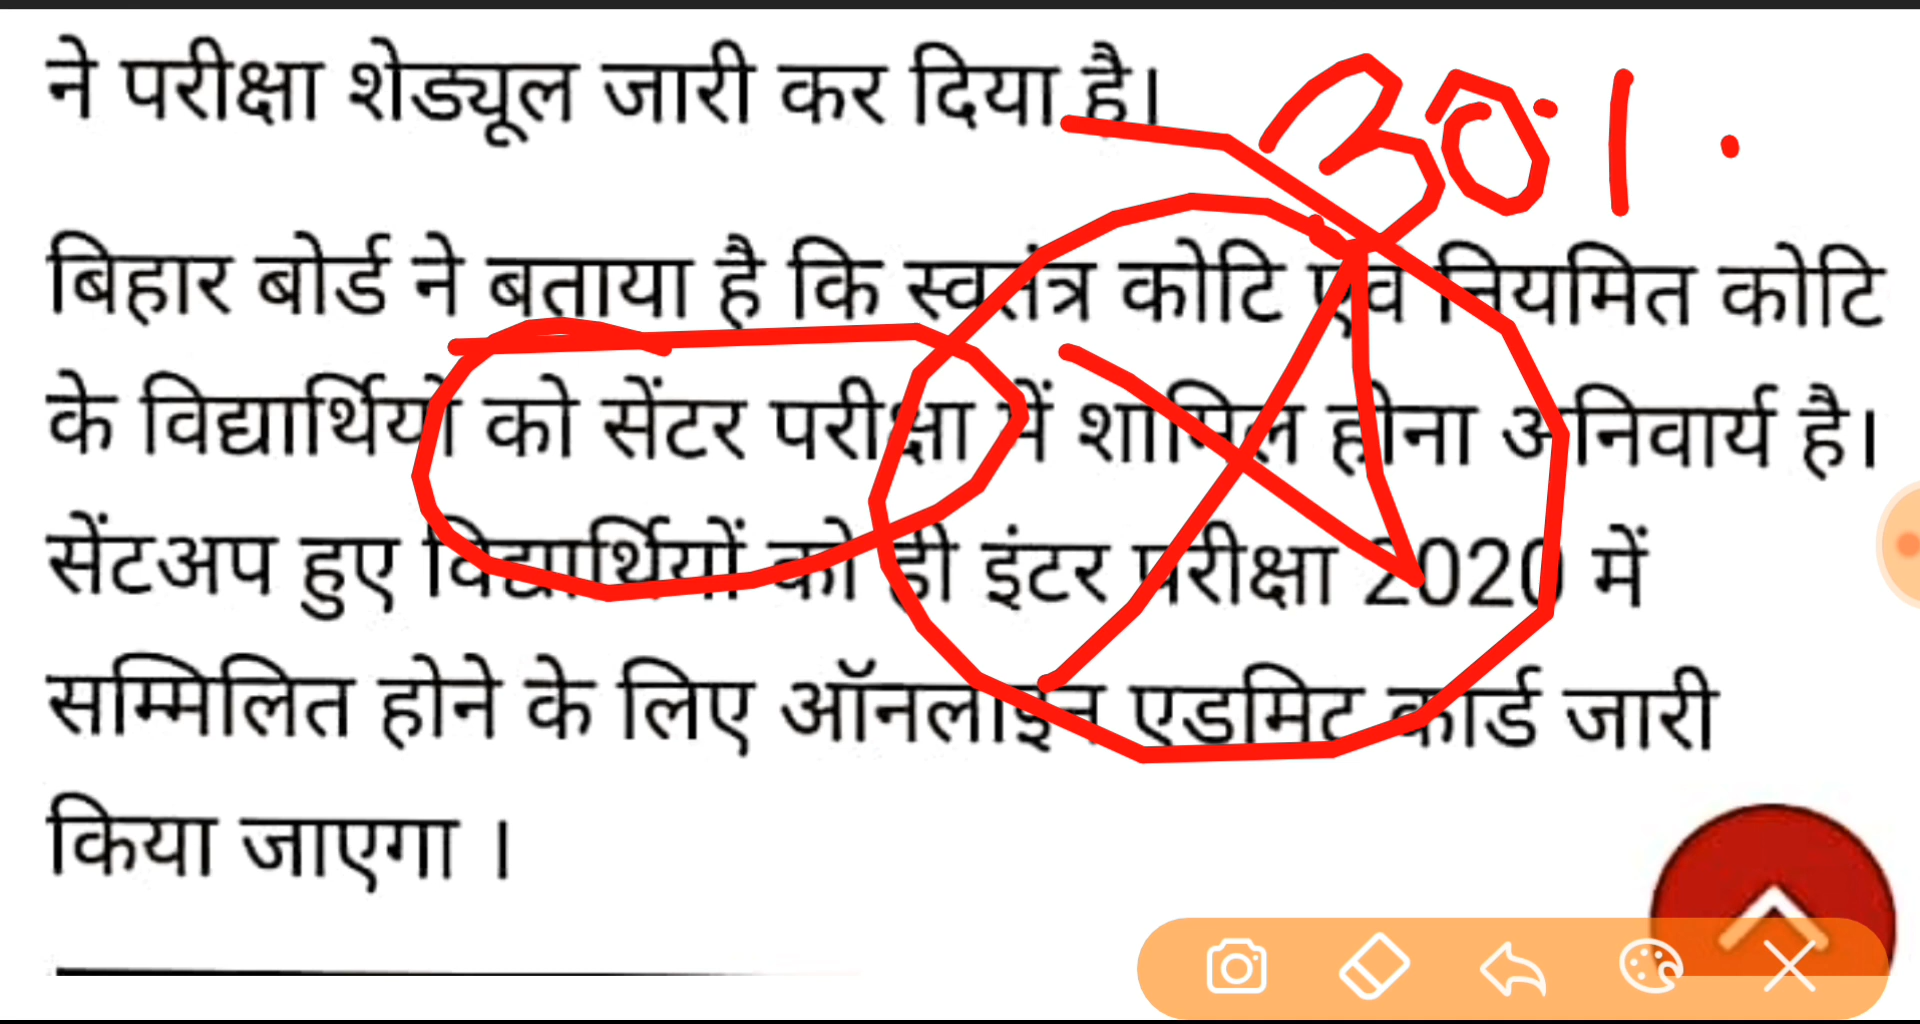 ने परीक्षा शेड्यूल जारी कर दिया है।
30%
बिहार बोर्ड ने बताया है कि स्वतंत्र कोटि एवं नियमित कोटि
के विद्यार्थियों को सेंटर परीक्षा में शामिल होना अनिवार्य है।
सेंटअप हुए विद्यार्थियों को ही इंटर परीक्षा 2020 में
सम्मिलित होने के लिए ऑनलाइन एडमिट कार्ड जारी
किया जाएगा ।